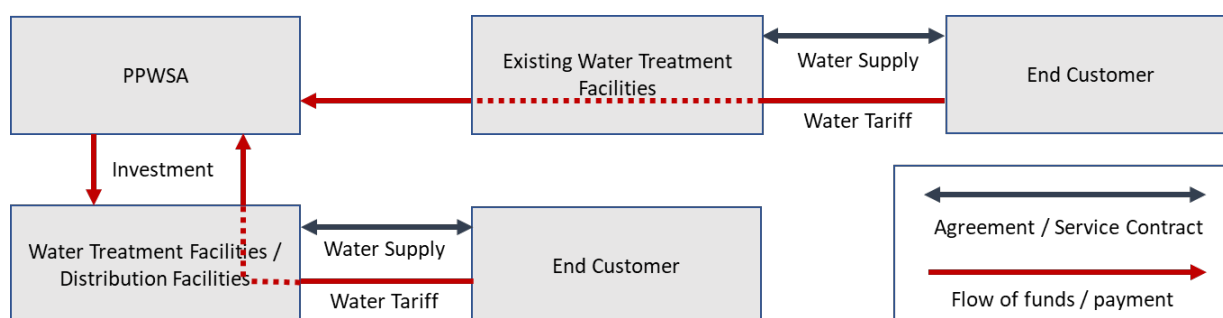 PPWSA
Existing Water Treatment
Facilities
Water Supply
End Customer
Water Tariff
Investment
Water Treatment Facilities /
Distribution Facilities
Water Supply
Water Tariff
End Customer
Agreement / Service Contract
Flow of funds / payment